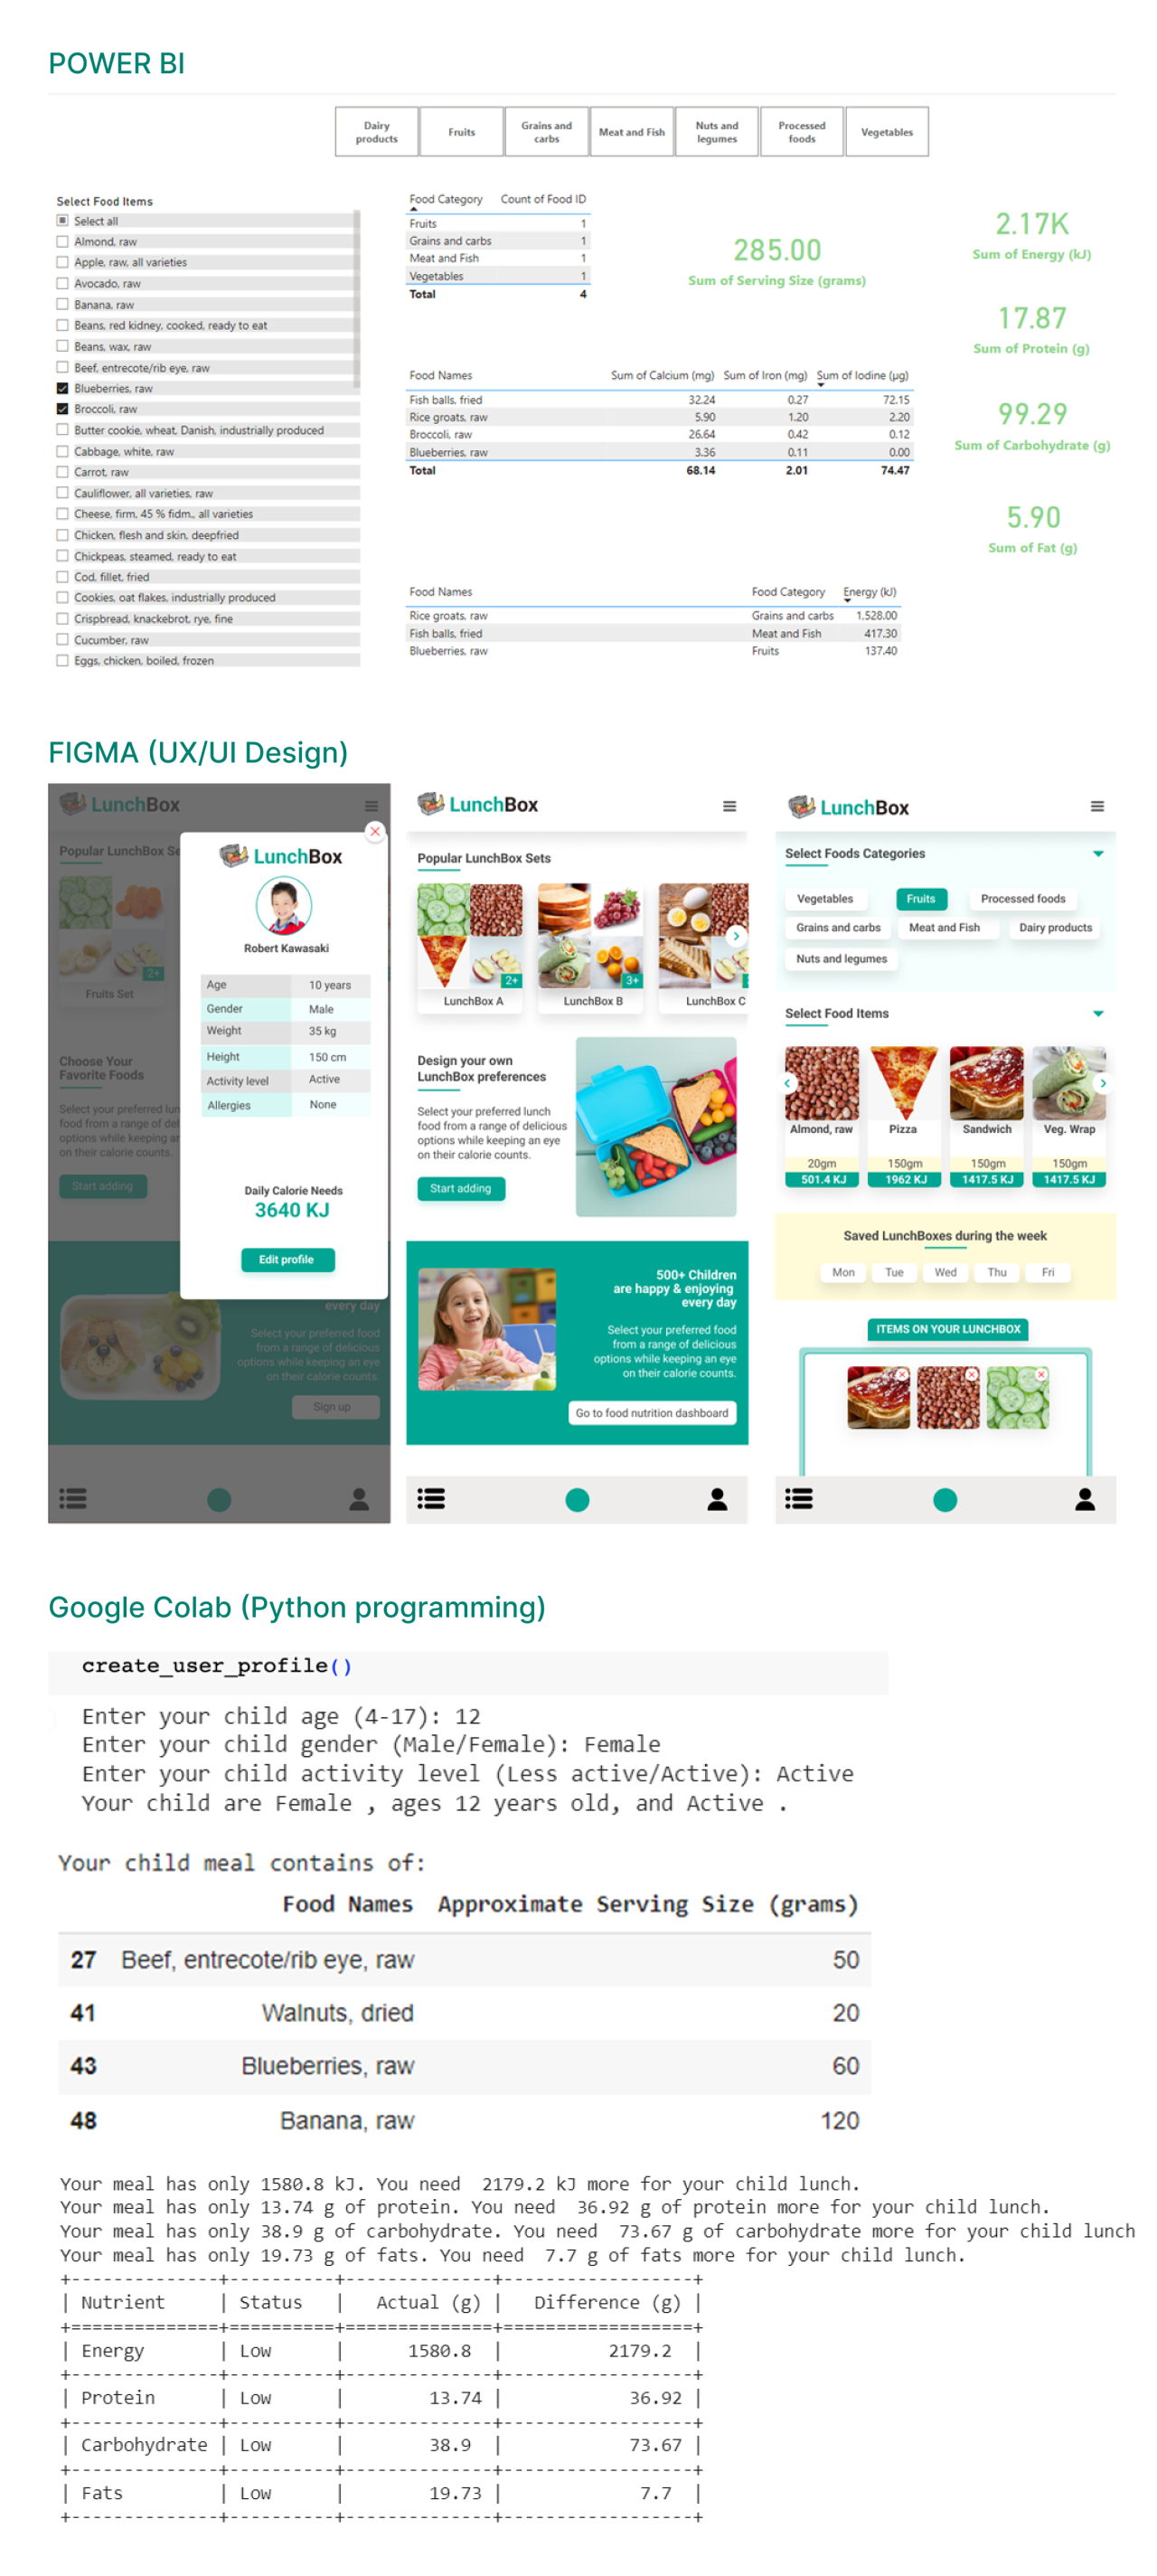 POWER BI
Dairy products
Fruits
Grains and carbs
Meat and Fish
Nuts and legumes
Processed foods
Vegetables
Select Food Items
Select all
Almond, raw
Apple, raw, all varieties
Avocado, raw
Banana, raw
Beans, red kidney, cooked, ready to eat
Beans, wax, raw
Beef, entrecote/rib eye, raw
Blueberries, raw
Broccoli, raw
Butter cookie, wheat, Danish, industrially produced
Cabbage, white, raw
Carrot, raw
Cauliflower, all varieties, raw
Cheese, firm, 45 % fidm., all varieties
Chicken, flesh and skin, deepfried
Chickpeas, steamed, ready to eat
Cod, fillet, fried
Cookies, oat flakes, industrially produced
Crispbread, knackebrot, rye, fine
Cucumber, raw
Eggs, chicken, boiled, frozen
Food Category Count of Food ID
Fruits 1
Grains and carbs 1
Meat and Fish 1
Vegetables 1
Total 4
285.00
Sum of Serving Size (grams)
2.17K
Sum of Energy (kJ)
17.87
Sum of Protein (g)
99.29
Sum of Carbohydrate (g)
5.90
Sum of Fat (g)
Food Names Sum of Calcium (mg) Sum of Iron (mg) Sum of Iodine (µg)
Fish balls, fried 32.24 0.27 72.15
Rice groats, raw 5.90 1.20 2.20
Broccoli, raw 26.64 0.42 0.12
Blueberries, raw 3.36 0.11 0.00
Total 68.14 2.01 74.47
Food Names Food Category Energy (kJ)
Rice groats, raw Grains and carbs 1,528.00
Fish balls, fried Meat and Fish 417.30
Blueberries, raw Fruits 137.40
FIGMA (UX/UI Design)
LunchBox
Popular LunchBox Se
2+
Fruits Set
Choose Your
Favorite Foods
Select your preferred lun
food from a range of del
options while keeping ar
on their calorie counts.
Start adding
LunchBox
Robert Kawasaki
Age 10 years
Gender Male
Weight 35 kg
Height 150 cm
Activity level Active
Allergies None
Daily Calorie Needs
3640 KJ
Edit profile
every day
Select your preferred food
from a range of delicious
options while keeping an eye
on their calorie counts.
Sign up
LunchBox
Popular LunchBox Sets
2+
3+
LunchBox A
LunchBox B
LunchBox C
Design your own
LunchBox preferences
Select your preferred lunch
food from a range of delicious
options while keeping an eye
on their calorie counts.
Start adding
500+ Children
are happy & enjoying
every day
Select your preferred food
from a range of delicious
options while keeping an eye
on their calorie counts.
Go to food nutrition dashboard
LunchBox
Select Foods Categories
Vegetables
Fruits
Processed foods
Grains and carbs
Meat and Fish
Dairy products
Nuts and legumes
Select Food Items
Almond, raw
Pizza
Sandwich
Veg. Wrap
20gm
150gm
150gm
150gm
501.4 KJ
1962 KJ
1417.5 KJ
1417.5 KJ
Saved LunchBoxes during the week
Mon
Tue
Wed
Thu
Fri
ITEMS ON YOUR LUNCHBOX
Google Colab (Python programming)
create_user_profile()
Enter your child age (4-17): 12
Enter your child gender (Male/Female): Female
Enter your child activity level (Less active/Active): Active
Your child are Female , ages 12 years old, and Active .
Your child meal contains of:
Food Names Approximate Serving Size (grams)
27 Beef, entrecote/rib eye, raw 50
41 Walnuts, dried 20
43 Blueberries, raw 60
48 Banana, raw 120
Your meal has only 1580.8 kJ. You need 2179.2 kJ more for your child lunch.
Your meal has only 13.74 g of protein. You need 36.92 g of protein more for your child lunch.
Your meal has only 38.9 g of carbohydrate. You need 73.67 g of carbohydrate more for your child lunch
Your meal has only 19.73 g of fats. You need 7.7 g of fats more for your child lunch.
| Nutrient | Status | Actual (g) | Difference (g) |
| Energy | Low | 1580.8 | 2179.2 |
| Protein | Low | 13.74 | 36.92 |
| Carbohydrate | Low | 38.9 | 73.67 |
| Fats | Low | 19.73 | 7.7 |